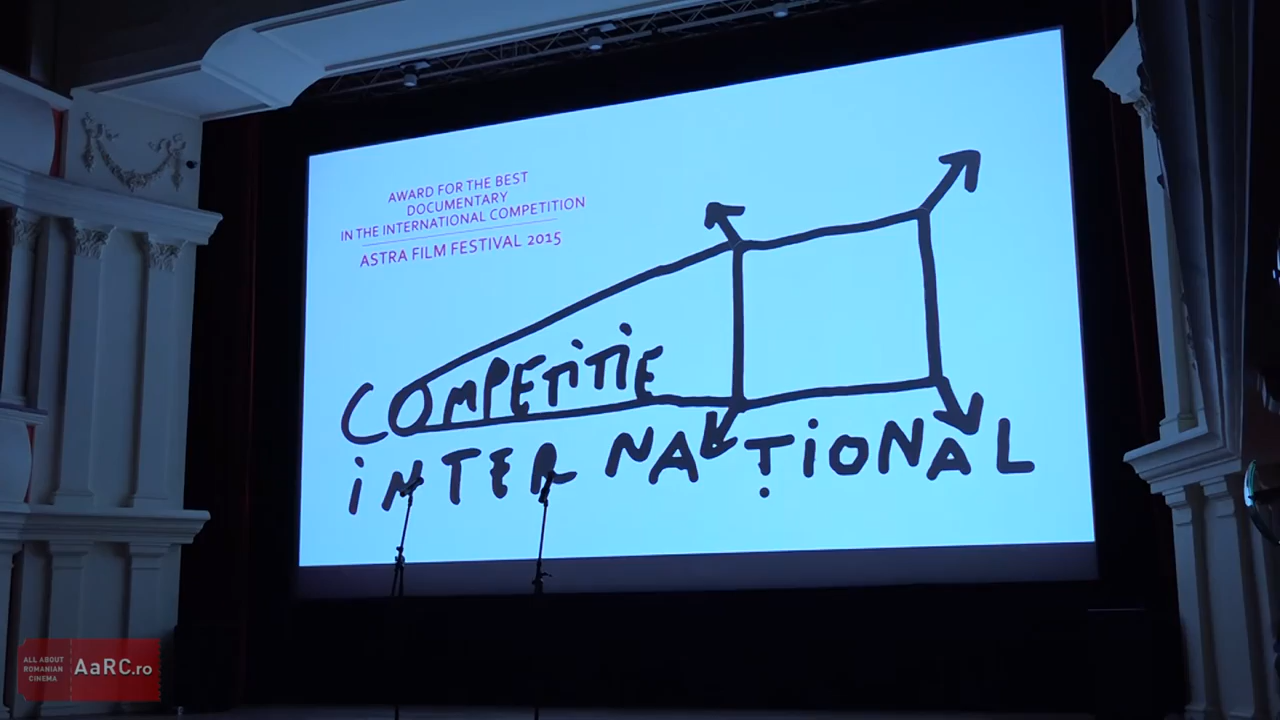 AWARD FOR THE BEST
DOCUMENTARY
IN THE INTERNATIONAL COMPETITION
ASTRA FILM FESTIVAL 2015
COMPETITIE
iNTERNAȚiONAL
ALL ABOUT
ROMANIAN
CINEMA
AaRC.ro